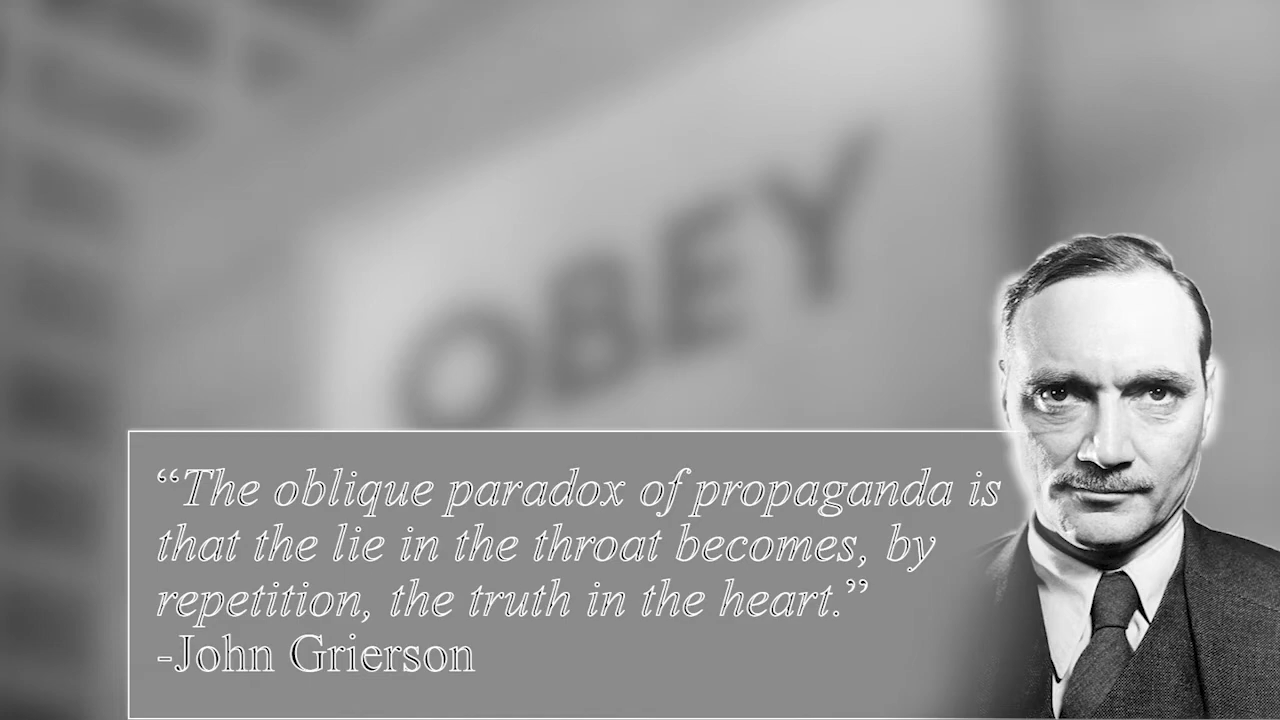 OBEY
“The oblique paradox of propaganda is
that the lie in the throat becomes, by
repetition, the truth in the heart.”
-John Grierson